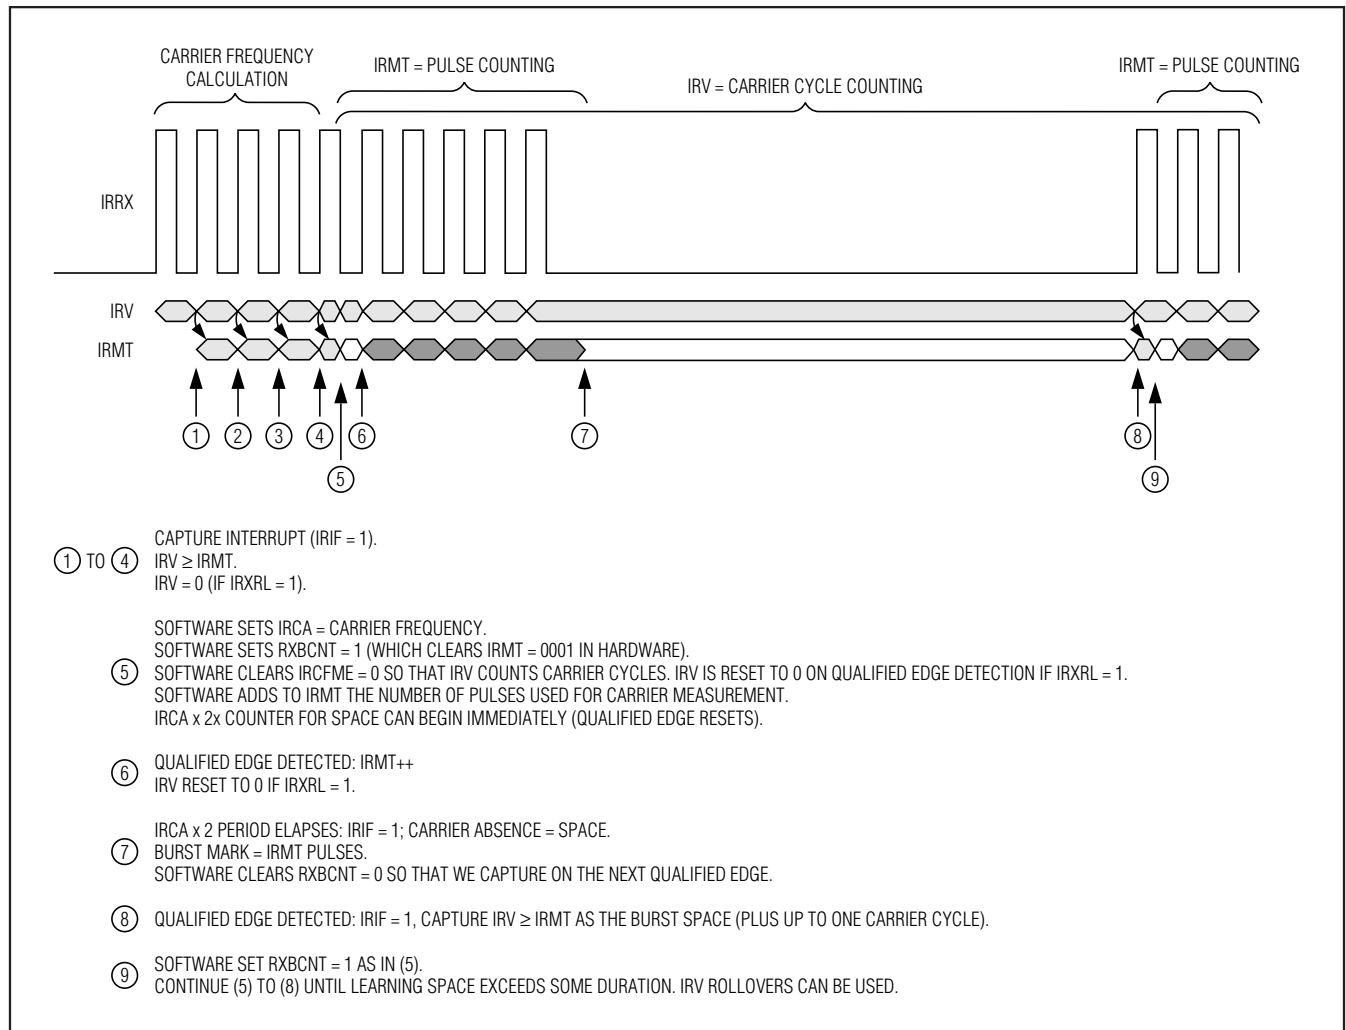 CARRIER FREQUENCY
CALCULATION
IRMT = PULSE COUNTING
IRV = CARRIER CYCLE COUNTING
IRMT = PULSE COUNTING
IRRX
IRV
IRMT
1
2
3
4
6
7
8
5
9
1 TO 4
CAPTURE INTERRUPT (IRIF = 1).
IRV ≥ IRMT.
IRV = 0 (IF IRXRL = 1).
5
SOFTWARE SETS IRCA = CARRIER FREQUENCY.
SOFTWARE SETS RXBCNT = 1 (WHICH CLEARS IRMT = 0001 IN HARDWARE).
SOFTWARE CLEARS IRCFME = 0 SO THAT IRV COUNTS CARRIER CYCLES. IRV IS RESET TO 0 ON QUALIFIED EDGE DETECTION IF IRXRL = 1.
SOFTWARE ADDS TO IRMT THE NUMBER OF PULSES USED FOR CARRIER MEASUREMENT.
IRCA x 2x COUNTER FOR SPACE CAN BEGIN IMMEDIATELY (QUALIFIED EDGE RESETS).
6
QUALIFIED EDGE DETECTED: IRMT++
IRV RESET TO 0 IF IRXRL = 1.
7
IRCA x 2 PERIOD ELAPSES: IRIF = 1; CARRIER ABSENCE = SPACE.
BURST MARK = IRMT PULSES.
SOFTWARE CLEARS RXBCNT = 0 SO THAT WE CAPTURE ON THE NEXT QUALIFIED EDGE.
8
QUALIFIED EDGE DETECTED: IRIF = 1, CAPTURE IRV ≥ IRMT AS THE BURST SPACE (PLUS UP TO ONE CARRIER CYCLE).
9
SOFTWARE SET RXBCNT = 1 AS IN (5).
CONTINUE (5) TO (8) UNTIL LEARNING SPACE EXCEEDS SOME DURATION. IRV ROLLOVERS CAN BE USED.